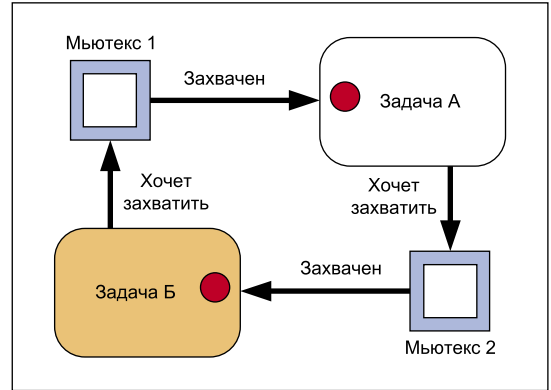 Мьютекс 1
Захвачен
Задача А
Хочет
захватить
Хочет
захватить
Задача Б
Захвачен
Мьютекс 2